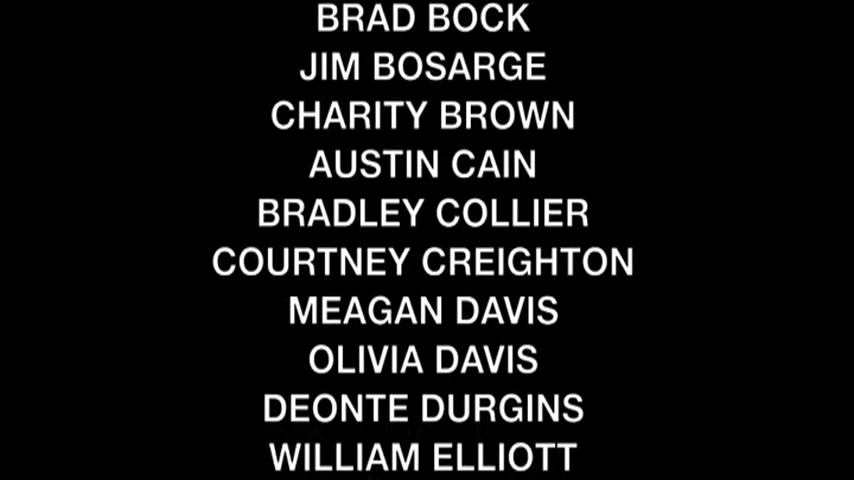 BRAD BOCK
JIM BOSARGE
CHARITY BROWN
AUSTIN CAIN
BRADLEY COLLIER
COURTNEY CREIGHTON
MEAGAN DAVIS
OLIVIA DAVIS
DEONTE DURGINS
WILLIAM ELLIOTT